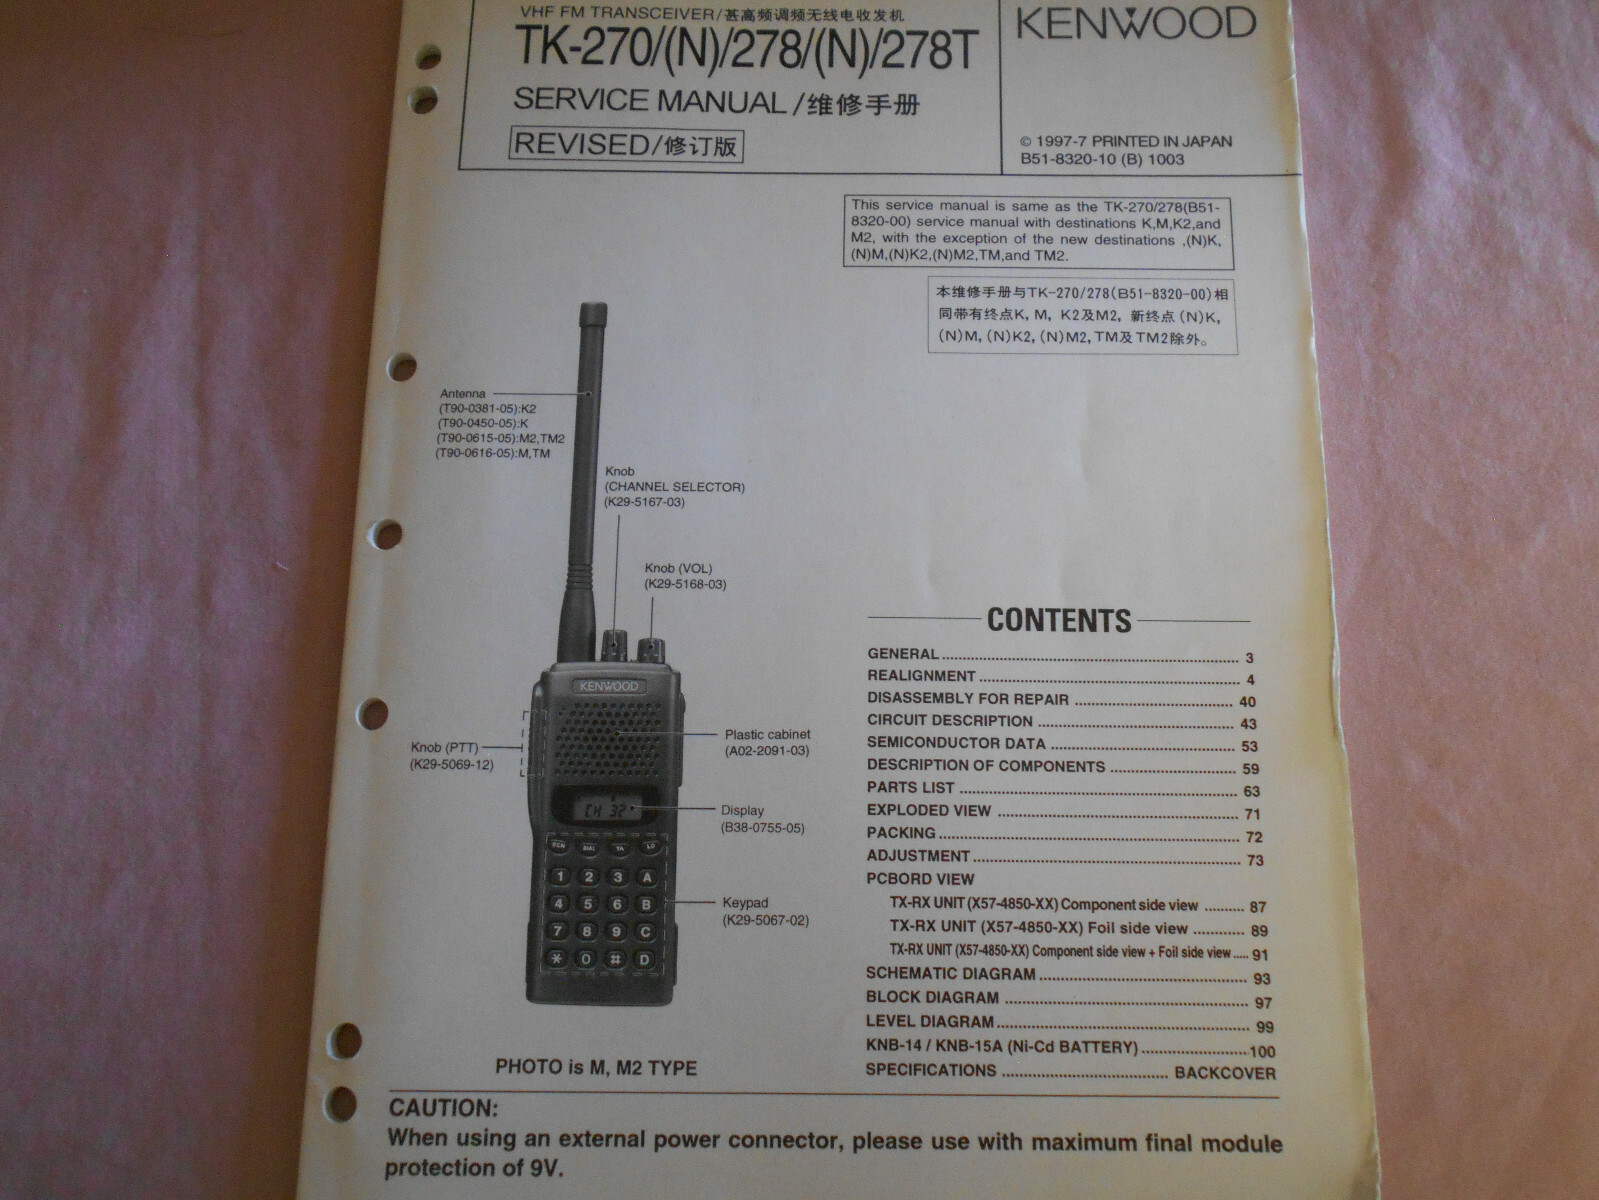 VHF FM TRANSCEIVER/甚高频调频无线电收发机
TK-270/(N)/278/(N)/278T
SERVICE MANUAL/维修手册
REVISED/修订版
KENWOOD
© 1997-7 PRINTED IN JAPAN
B51-8320-10 (B) 1003
This service manual is same as the TK-270/278(B51-
8320-00) service manual with destinations K,M,K2,and
M2, with the exception of the new destinations ,(N)K,
(N)M,(N)K2,(N)M2,TM,and TM2.
本维修手册与TK-270/278(B51-8320-00)相
同带有终点K, M, K2及M2, 新终点 (N)K,
(N)M, (N)K2, (N)M2, TM及TM2除外。
Antenna
(T90-0381-05):K2
(T90-0450-05):K
(T90-0615-05):M2,TM2
(T90-0616-05):M,TM
Knob
(CHANNEL SELECTOR)
(K29-5167-03)
Knob (VOL)
(K29-5168-03)
KENWOOD
Knob (PTT)
(K29-5069-12)
Plastic cabinet
(A02-2091-03)
Display
(B38-0755-05)
CH 32
SCN DIAL TA LO
1 2 3 A
4 5 6 B
7 8 9 C
* 0 # D
Keypad
(K29-5067-02)
PHOTO is M, M2 TYPE
CONTENTS
GENERAL 3
REALIGNMENT 4
DISASSEMBLY FOR REPAIR 40
CIRCUIT DESCRIPTION 43
SEMICONDUCTOR DATA 53
DESCRIPTION OF COMPONENTS 59
PARTS LIST 63
EXPLODED VIEW 71
PACKING 72
ADJUSTMENT 73
PCBORD VIEW
TX-RX UNIT (X57-4850-XX) Component side view 87
TX-RX UNIT (X57-4850-XX) Foil side view 89
TX-RX UNIT (X57-4850-XX) Component side view + Foil side view 91
SCHEMATIC DIAGRAM 93
BLOCK DIAGRAM 97
LEVEL DIAGRAM 99
KNB-14 / KNB-15A (Ni-Cd BATTERY) 100
SPECIFICATIONS BACKCOVER
CAUTION:
When using an external power connector, please use with maximum final module
protection of 9V.